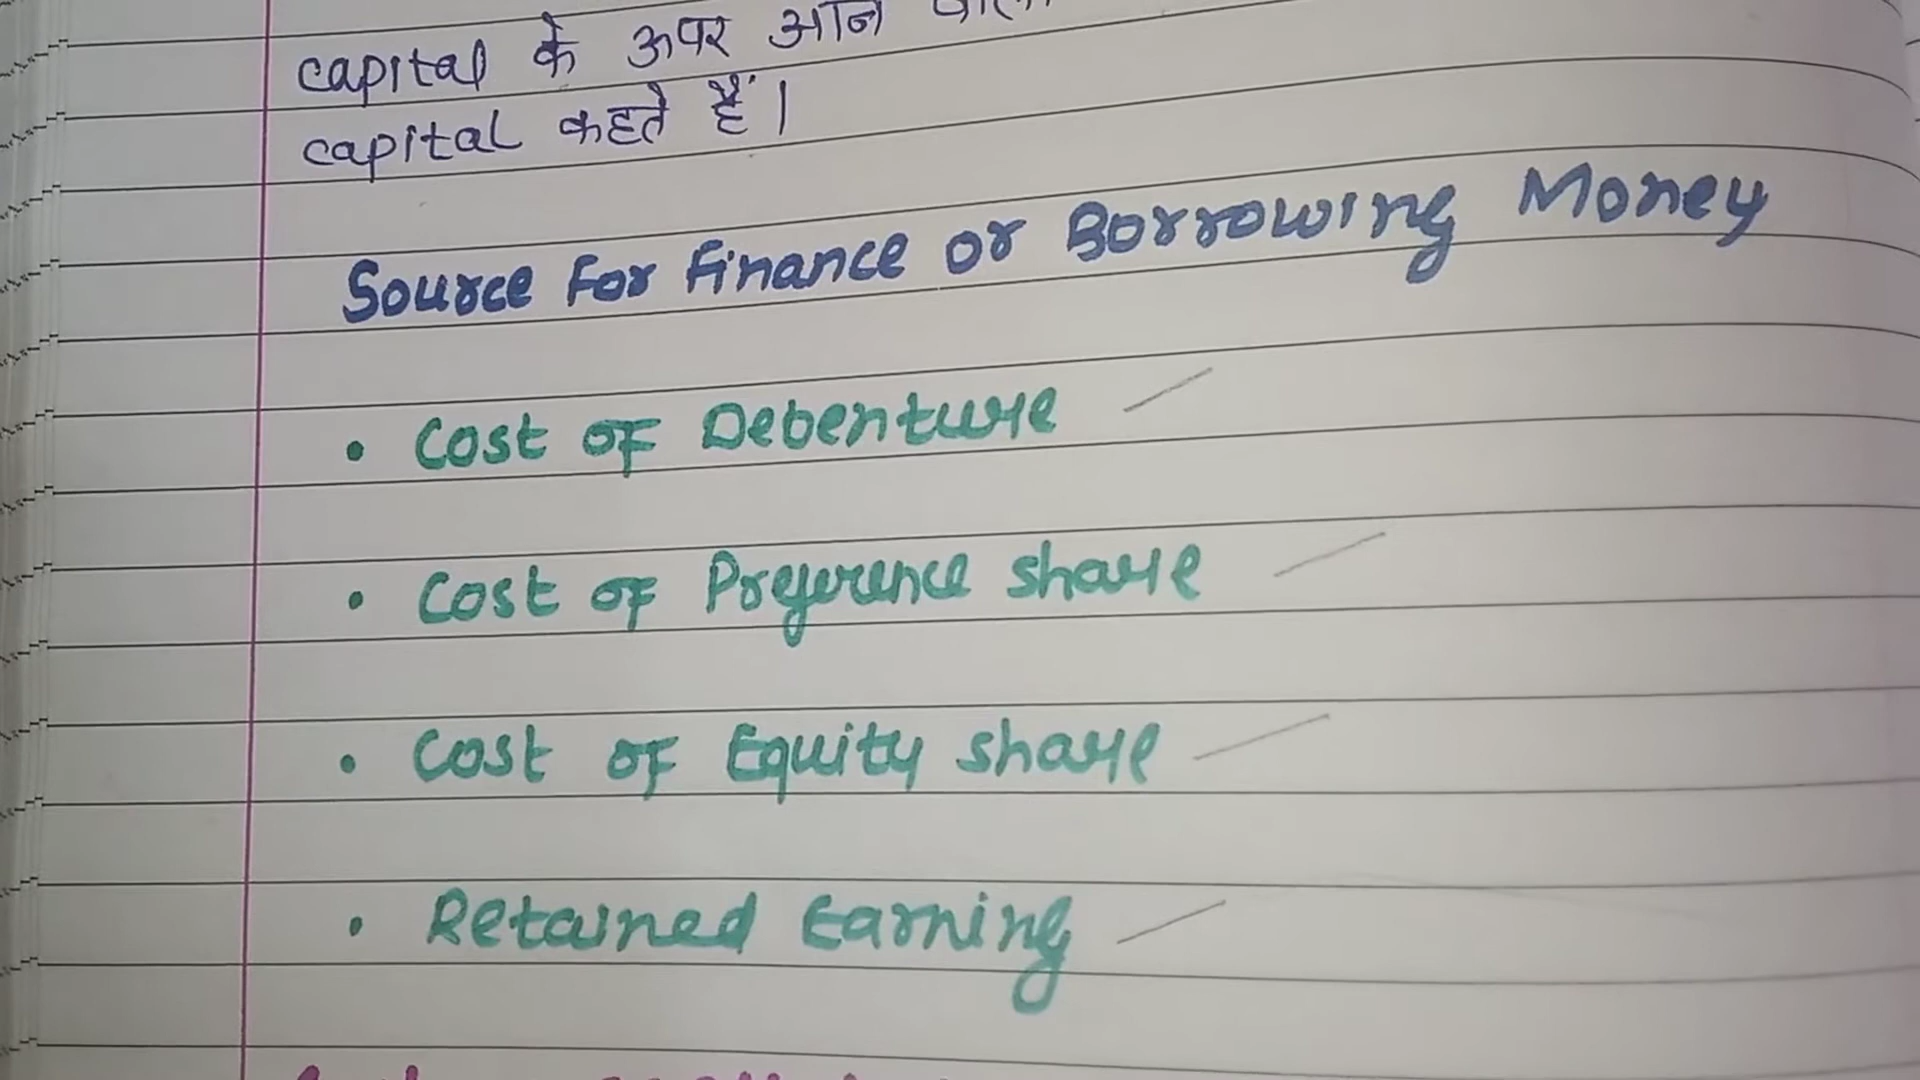 capital के ऊपर आने
capital कहते हैं।
Source For Finance or Borrowing Money
• Cost of Debenture
• Cost of Preference share
• Cost of Equity share
• Retained Earning